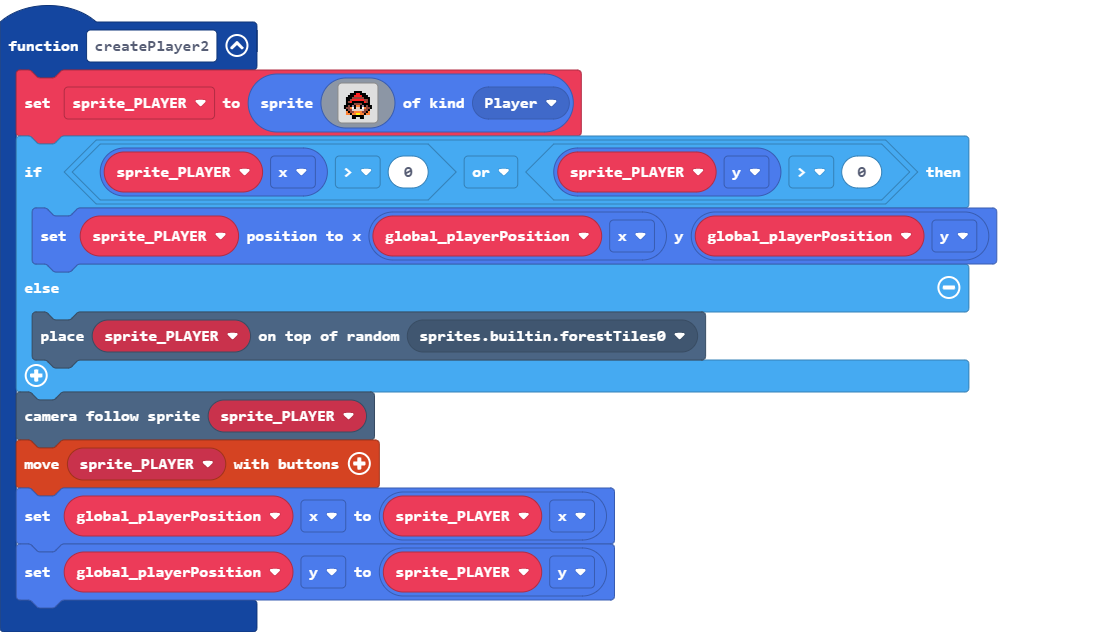 function createPlayer2
set sprite_PLAYER to sprite of kind Player
if sprite_PLAYER x > 0 or sprite_PLAYER y > 0 then
set sprite_PLAYER position to x global_playerPosition x y global_playerPosition y
else
place sprite_PLAYER on top of random sprites.builtin.forestTiles0
camera follow sprite sprite_PLAYER
move sprite_PLAYER with buttons
set global_playerPosition x to sprite_PLAYER x
set global_playerPosition y to sprite_PLAYER y